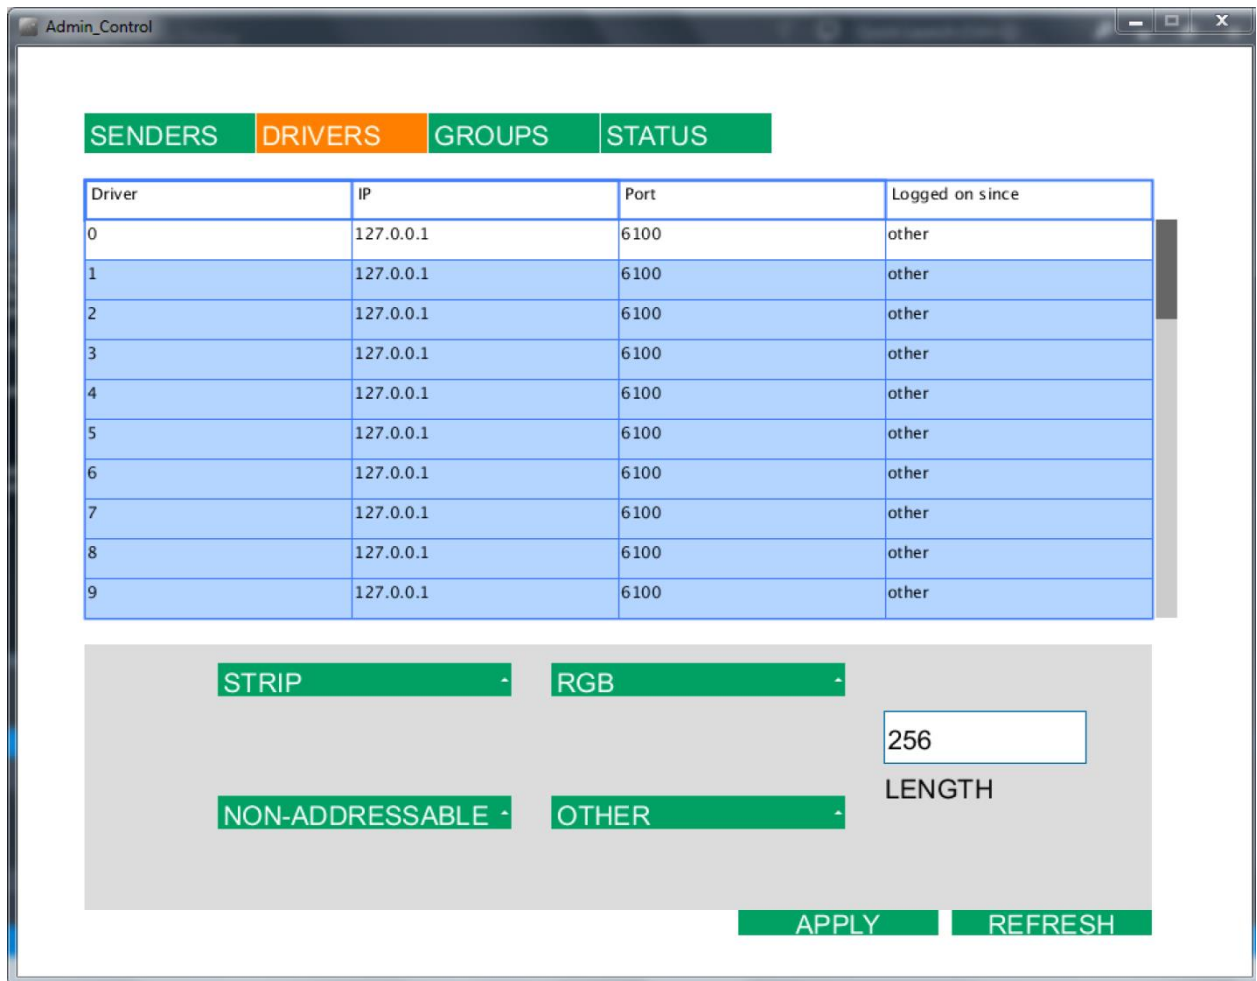 Admin_Control
SENDERS DRIVERS GROUPS STATUS
Driver IP Port Logged on since
0 127.0.0.1 6100 other
1 127.0.0.1 6100 other
2 127.0.0.1 6100 other
3 127.0.0.1 6100 other
4 127.0.0.1 6100 other
5 127.0.0.1 6100 other
6 127.0.0.1 6100 other
7 127.0.0.1 6100 other
8 127.0.0.1 6100 other
9 127.0.0.1 6100 other
STRIP RGB
256
LENGTH
NON-ADDRESSABLE OTHER
APPLY REFRESH